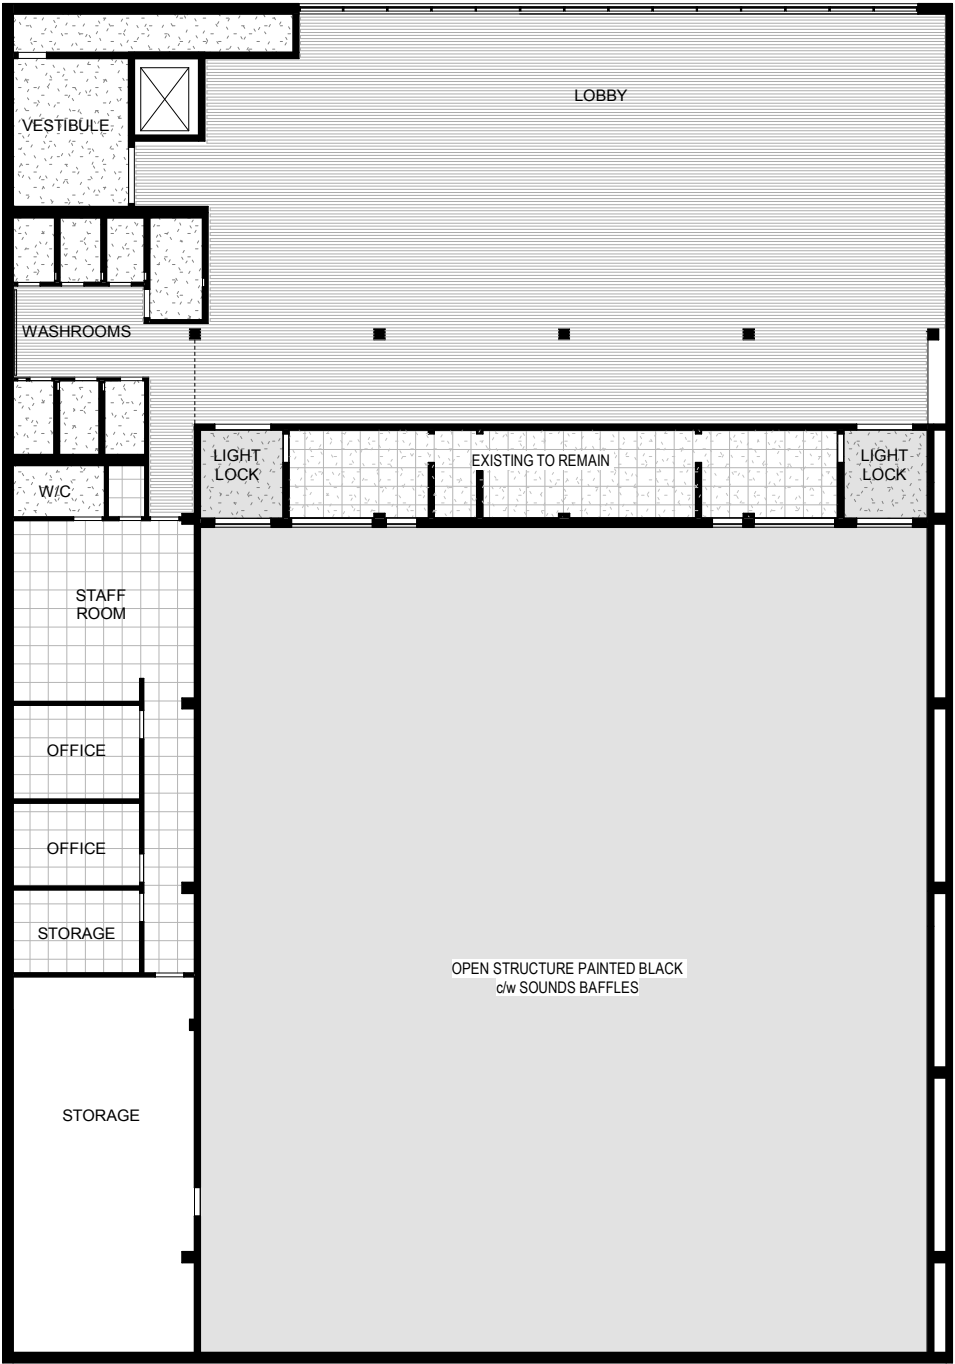 LOBBY
VESTIBULE
WASHROOMS
LIGHT
LOCK
EXISTING TO REMAIN
LIGHT
LOCK
W/C
STAFF
ROOM
OFFICE
OFFICE
STORAGE
OPEN STRUCTURE PAINTED BLACK
c/w SOUNDS BAFFLES
STORAGE